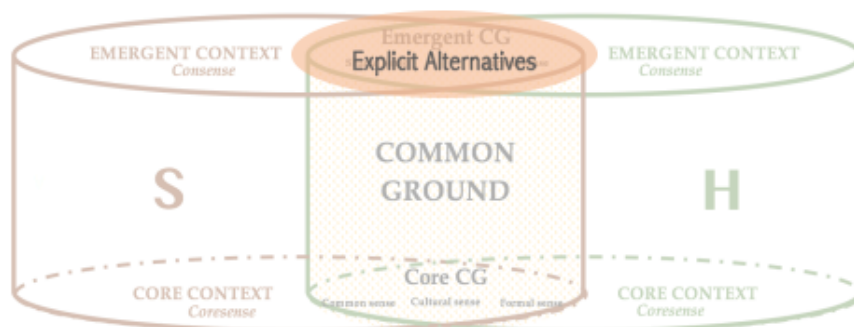 Emergent CG
EMERGENT CONTEXT
Consense
Explicit Alternatives
EMERGENT CONTEXT
Consense
COMMON
GROUND
S
H
Core CG
CORE CONTEXT
Coresense
Common sense Cultural sense Formal sense
CORE CONTEXT
Coresense